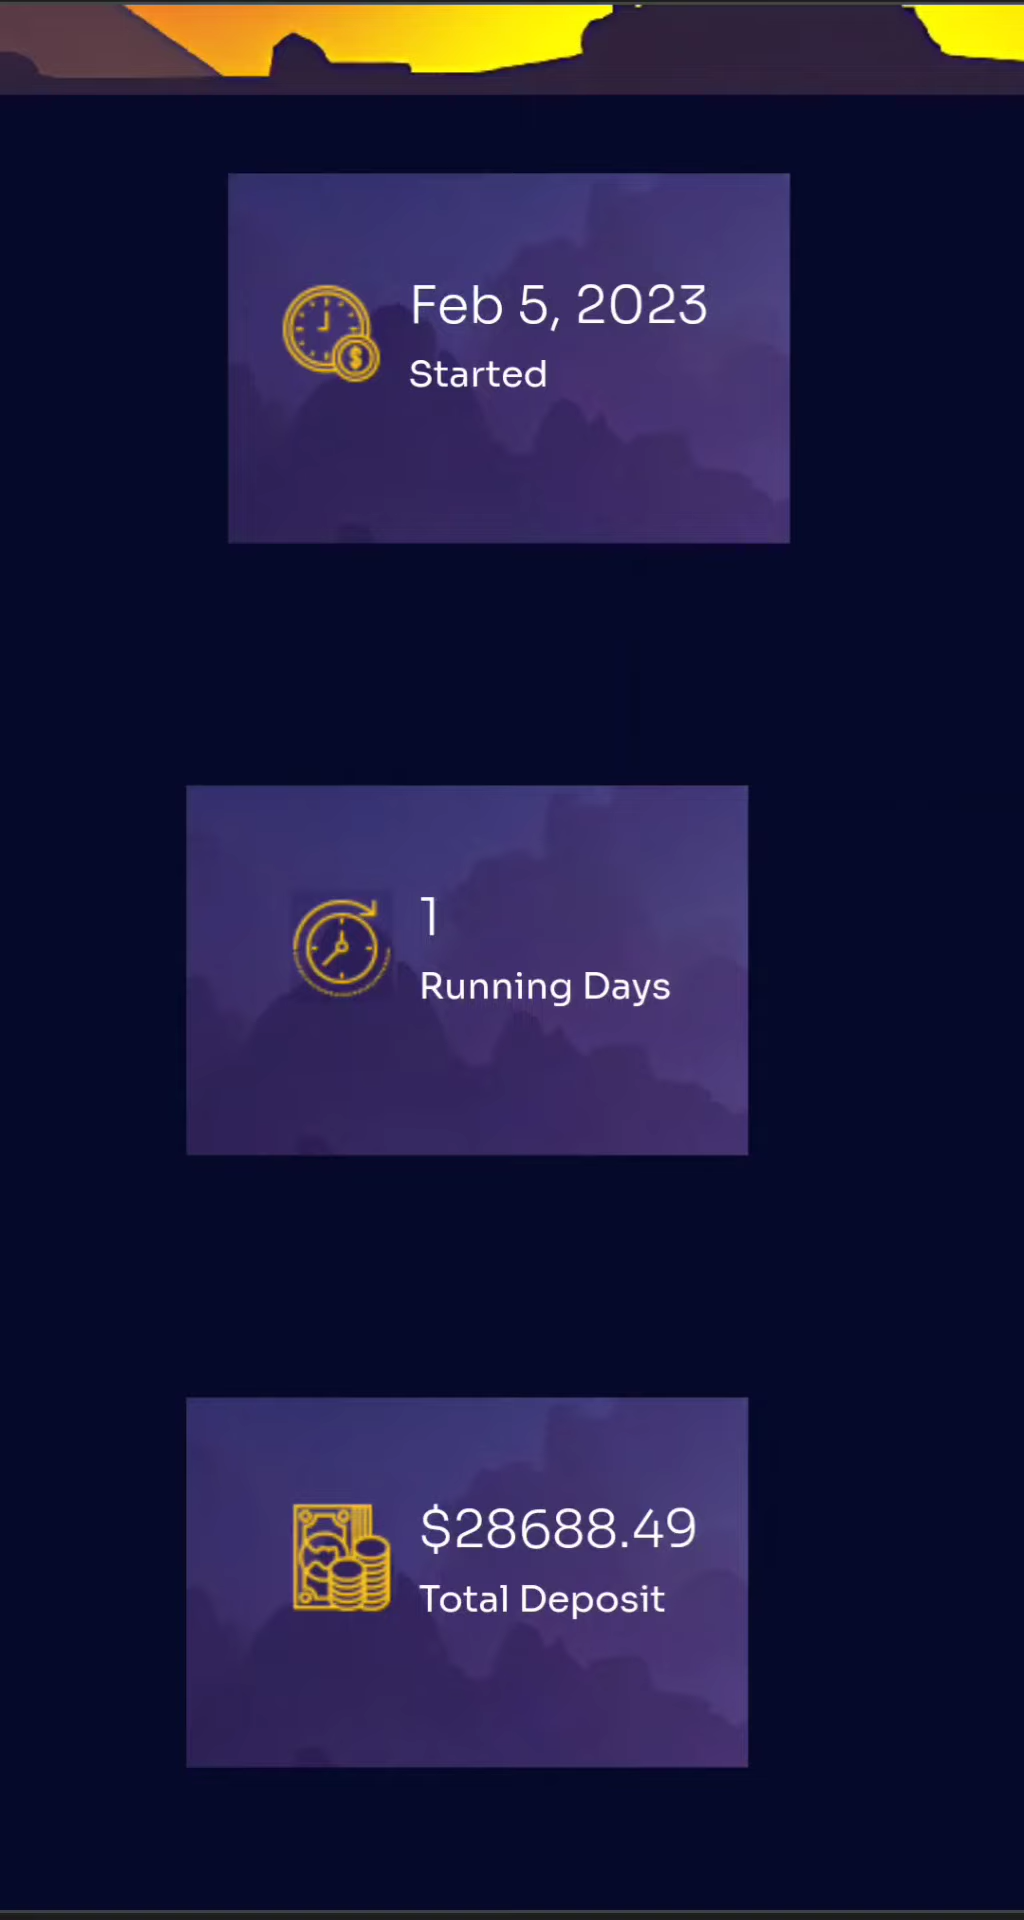 Feb 5, 2023
Started
1
Running Days
$28688.49
Total Deposit